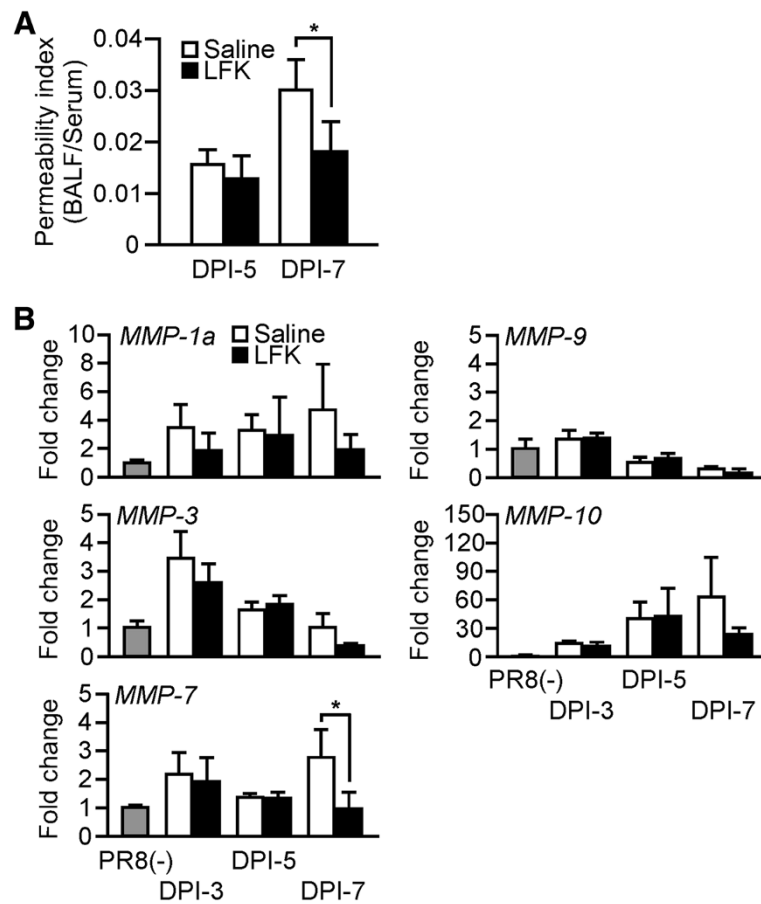 A
Permeability index
(BALF/Serum)
0.04
0.03
0.02
0.01
0
Saline
LFK
*
DPI-5 DPI-7
B
MMP-1a
Saline
LFK
Fold change
10
8
6
4
2
0
MMP-9
Fold change
5
4
3
2
1
0
MMP-3
Fold change
5
4
3
2
1
0
MMP-10
Fold change
150
120
90
60
30
0
PR8(-) DPI-5
DPI-3 DPI-7
MMP-7
Fold change
5
4
3
2
1
0
*
PR8(-) DPI-5
DPI-3 DPI-7